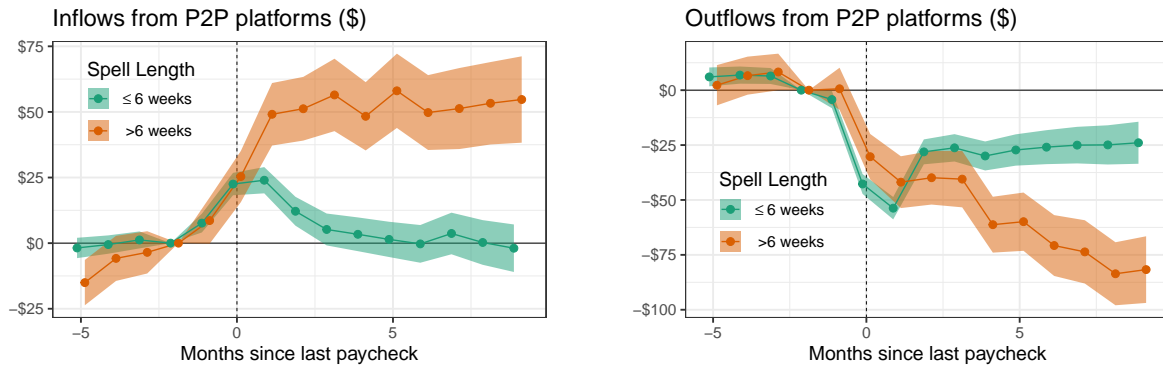 Inflows from P2P platforms ($)
$75
$50
$25
$0
−$25
Spell Length
≤ 6 weeks
>6 weeks
−5
0
5
Months since last paycheck
Outflows from P2P platforms ($)
$0
−$25
−$50
−$75
−$100
Spell Length
≤ 6 weeks
>6 weeks
−5
0
5
Months since last paycheck